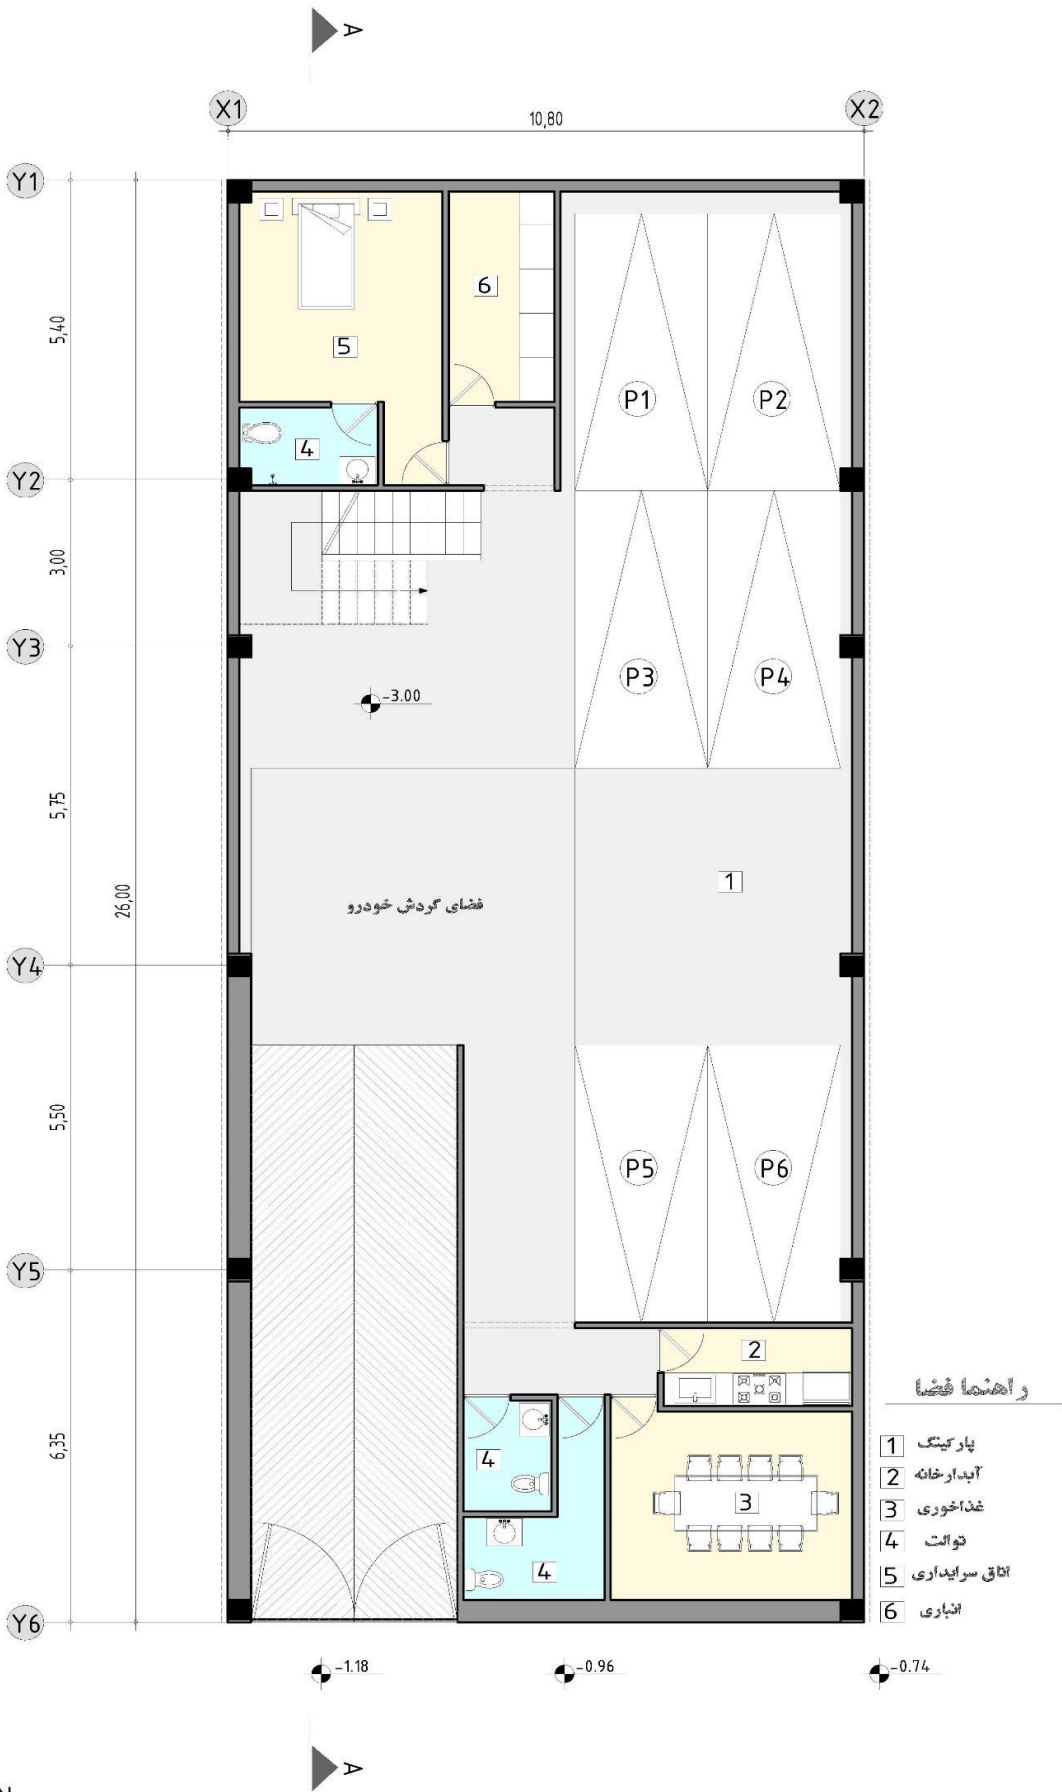 A
X1
X2
10,80
Y1
5,40
6
5
P1
P2
4
Y2
3,00
Y3
P3
P4
-3.00
5,75
26,00
1
فضای گردش خودرو
Y4
5,50
P5
P6
Y5
2
راهنما فضا
6,35
4
3
4
1 پارکینگ
2 آبدارخانه
3 غذاخوری
4 توالت
5 اتاق سرایداری
6 انباری
Y6
-1.18
-0.96
-0.74
A